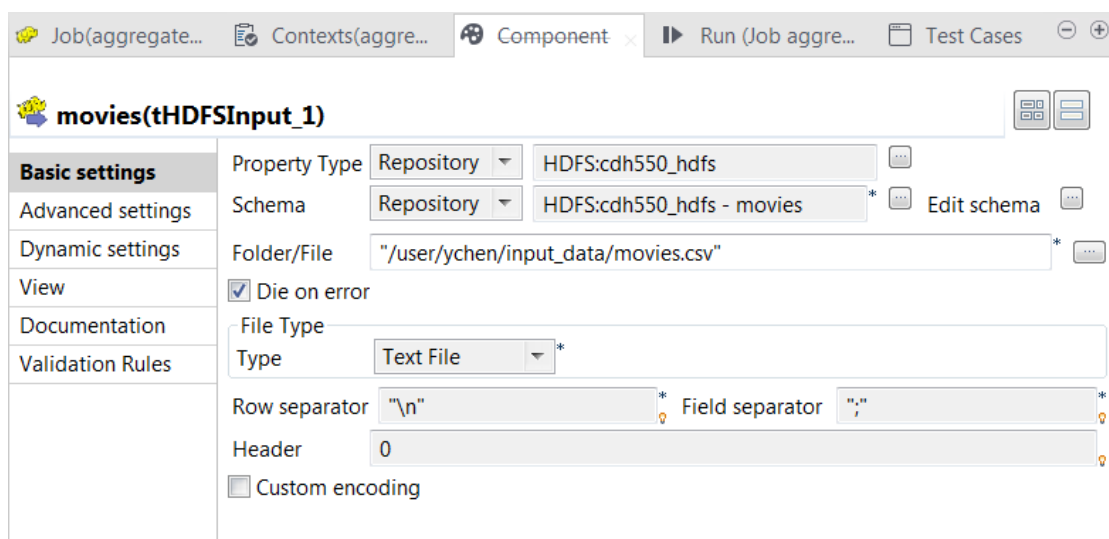 Job(aggregate... Contexts(aggre... Component Run (Job aggre... Test Cases
movies(tHDFSInput_1)
Basic settings
Advanced settings
Dynamic settings
View
Documentation
Validation Rules
Property Type Repository HDFS:cdh550_hdfs ...
Schema Repository HDFS:cdh550_hdfs - movies * ... Edit schema ...
Folder/File "/user/ychen/input_data/movies.csv" * ...
Die on error
File Type
Type Text File *
Row separator "\n" * Field separator ";" *
Header 0
Custom encoding